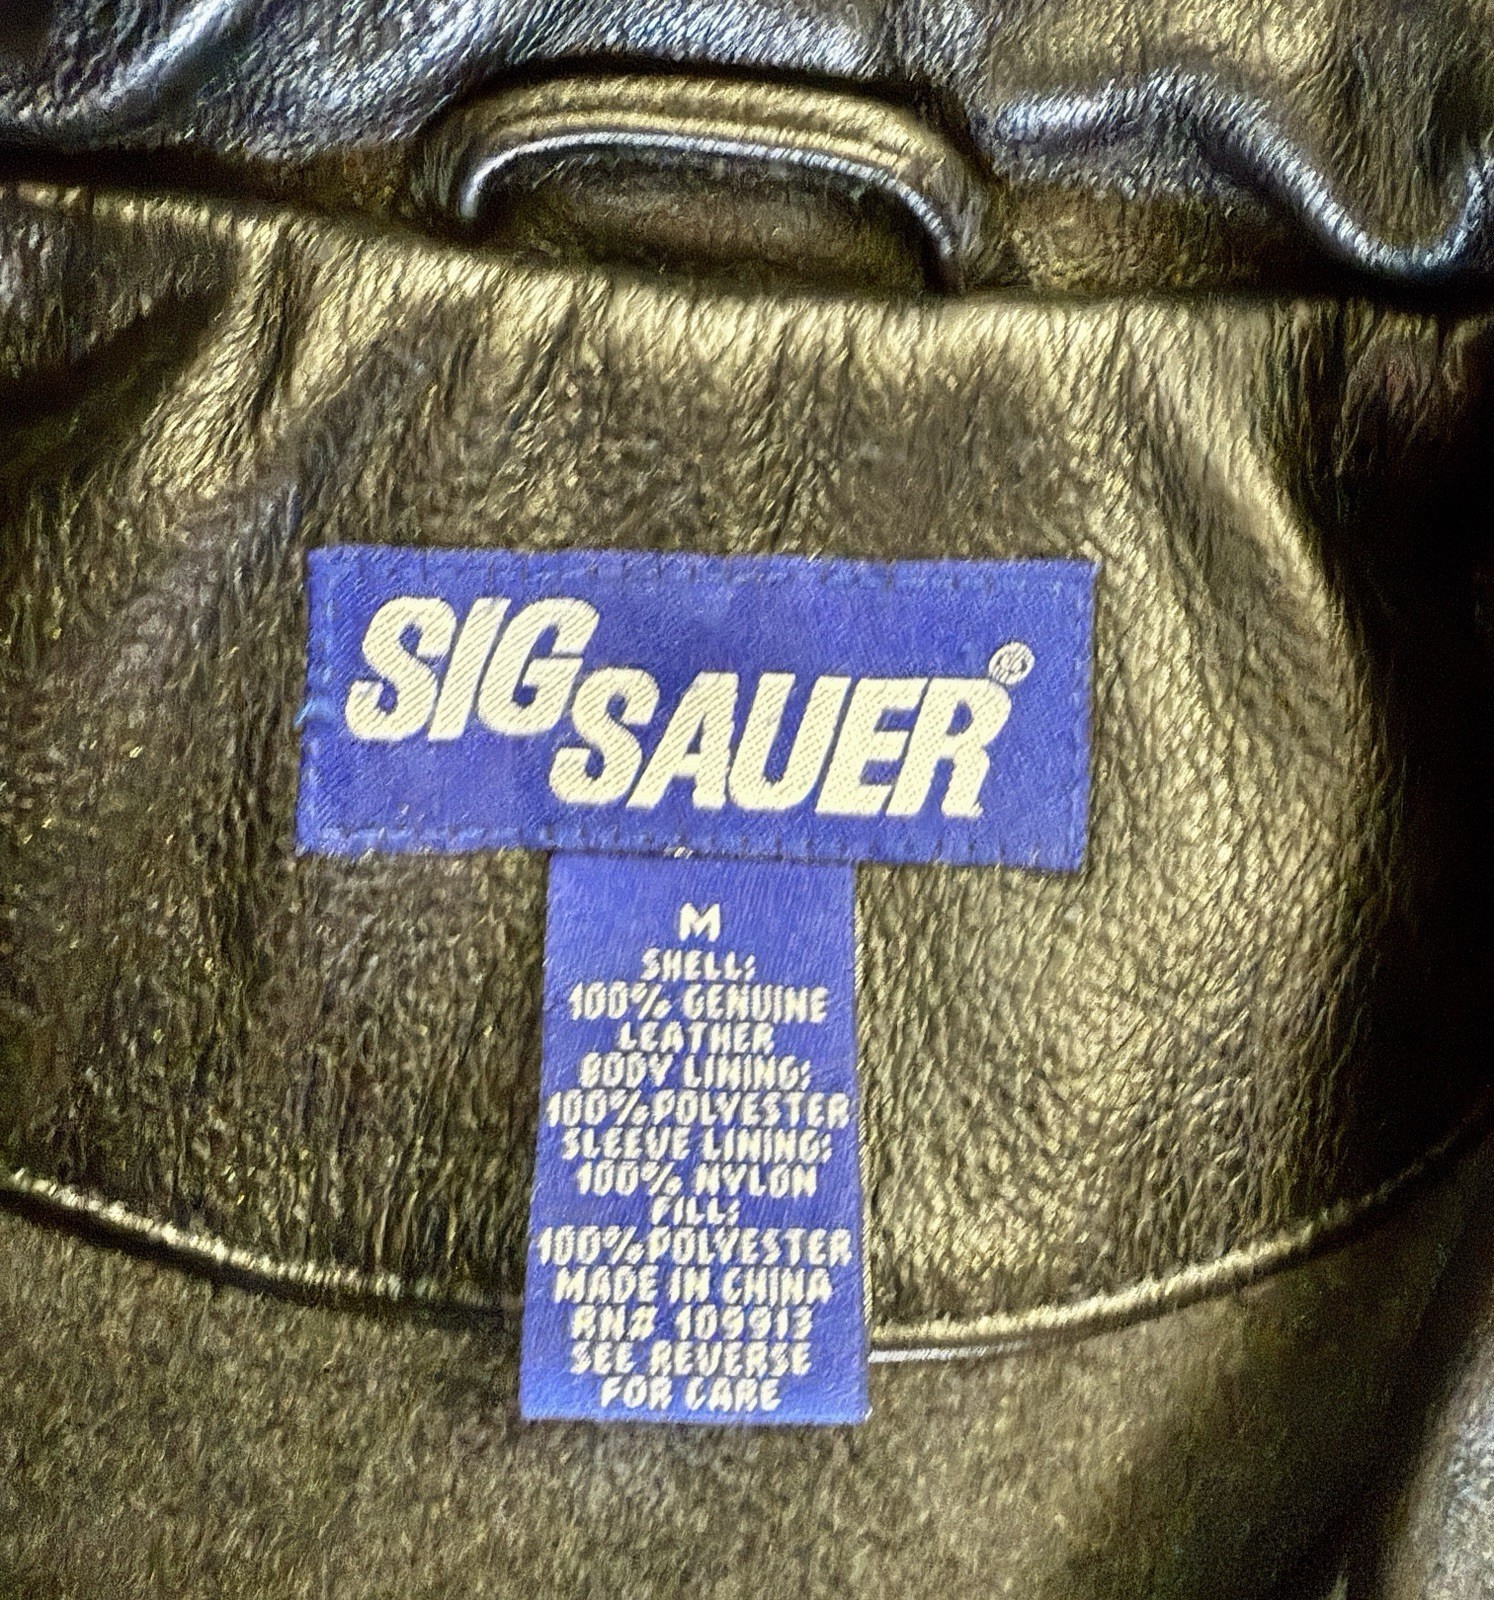 SIG
SAUER®
M
SHELL:
100% GENUINE
LEATHER
BODY LINING:
100% POLYESTER
SLEEVE LINING:
100% NYLON
FILL:
100% POLYESTER
MADE IN CHINA
RN# 109913
SEE REVERSE
FOR CARE